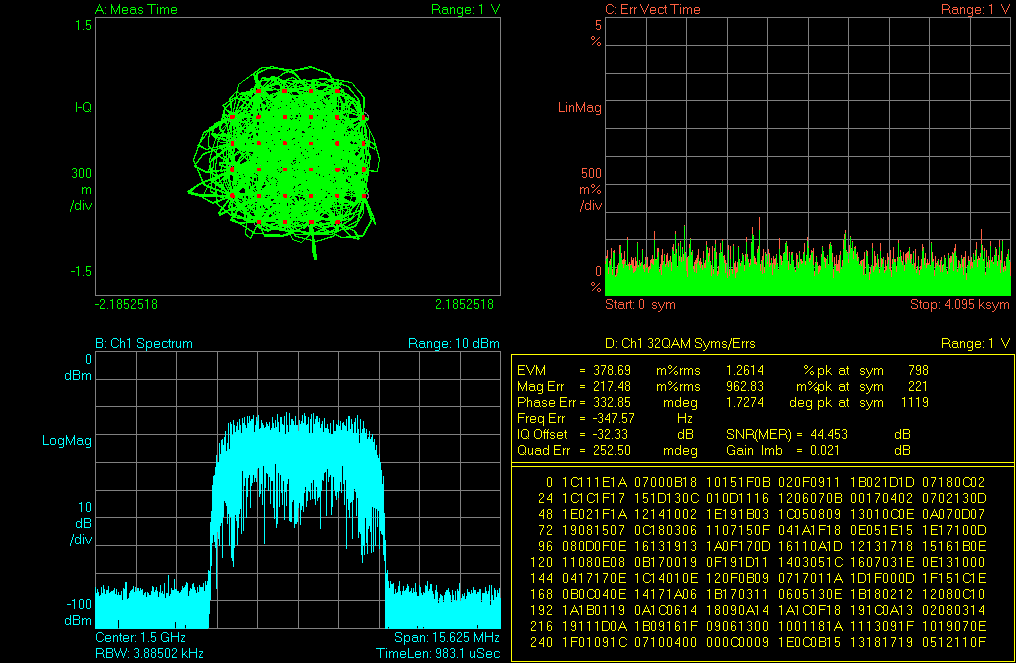 A: Meas Time Range: 1 V
1.5
I-Q
300
m
/div
-1.5
-2.1852518 2.1852518
C: Err Vect Time Range: 1 V
5
%
LinMag
500
m%
/div
0
%
Start: 0 sym Stop: 4.095 ksym
B: Ch1 Spectrum Range: 10 dBm
0
dBm
LogMag
10
dB
/div
-100
dBm
Center: 1.5 GHz Span: 15.625 MHz
RBW: 3.88502 kHz TimeLen: 983.1 uSec
D: Ch1 32QAM Syms/Errs Range: 1 V
EVM = 378.69 m%rms 1.2614 % pk at sym 798
Mag Err = 217.48 m%rms 962.83 m%pk at sym 221
Phase Err = 332.85 mdeg 1.7274 deg pk at sym 1119
Freq Err = -347.57 Hz
IQ Offset = -32.33 dB SNR(MER) = 44.453 dB
Quad Err = 252.50 mdeg Gain Imb = 0.021 dB
0 1C111E1A 07000B18 10151F0B 020F0911 1B021D1D 07180C02
24 1C1C1F17 151D130C 010D1116 1206070B 00170402 0702130D
48 1E021F1A 12141002 1E191B03 1C050809 13010C0E 0A070D07
72 19081507 0C180306 1107150F 041A1F18 0E051E15 1E17100D
96 080D0F0E 16131913 1A0F170D 16110A1D 12131718 15161B0E
120 11080E08 0B170019 0F191D11 1403051C 1607031E 0E131000
144 0417170E 1C14010E 120F0B09 0717011A 1D1F000D 1F151C1E
168 0B0C040E 14171A06 1B170311 0605130E 1B180212 12080C10
192 1A1B0119 0A1C0614 18090A14 1A1C0F18 191C0A13 02080314
216 19111D0A 1B09161F 09061300 1001181A 1113091F 1019070E
240 1F01091C 07100400 000C0009 1E0C0B15 13181719 0512110F